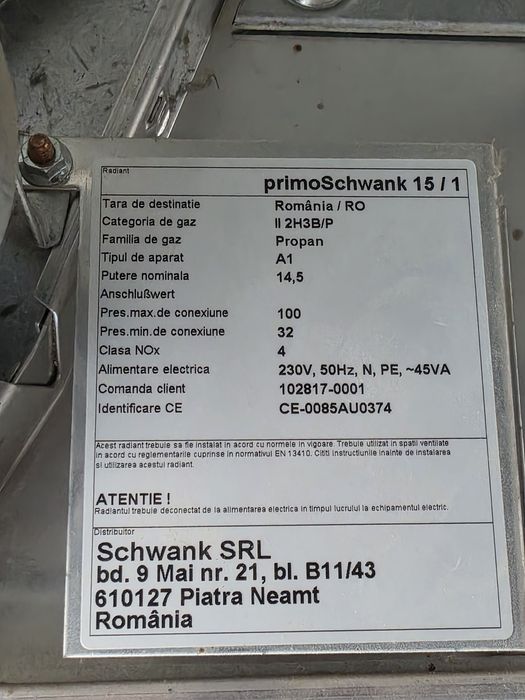 Radiant
primoSchwank 15 / 1
Tara de destinatie România / RO
Categoria de gaz II 2H3B/P
Familia de gaz Propan
Tipul de aparat A1
Putere nominala 14,5
Anschlußwert
Pres.max.de conexiune 100
Pres.min.de conexiune 32
Clasa NOx 4
Alimentare electrica 230V, 50Hz, N, PE, ~45VA
Comanda client 102817-0001
Identificare CE CE-0085AU0374
Acest radiant trebuie sa fie instalat in acord cu normele in vigoare. Trebuie utilizat in spatii ventilate
in acord cu reglementarile cuprinse in normativul EN 13410. Cititi instructiunile inainte de instalarea
si utilizarea acestui radiant.
ATENTIE !
Radiantul trebuie deconectat de la alimentarea electrica in timpul lucrului la echipamentul electric.
Distribuitor
Schwank SRL
bd. 9 Mai nr. 21, bl. B11/43
610127 Piatra Neamt
România